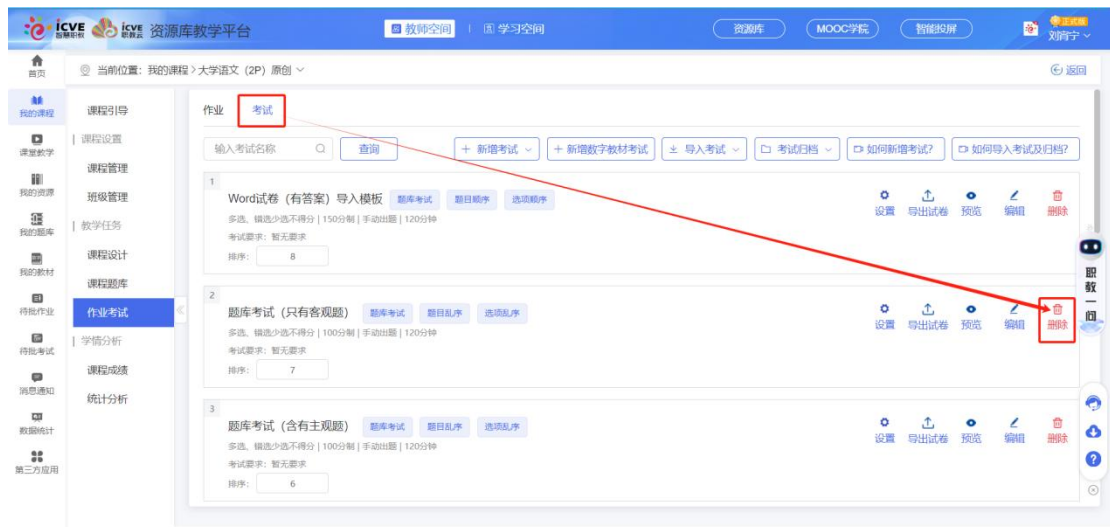 icve 智慧职教 icve 职教云 资源库教学平台 教师空间 学习空间 资源库 MOOC学院 智能投屏 正式版 刘宵宁
首页 当前位置：我的课程 > 大学语文（2P）原创 返回
我的课程
课堂教学
我的资源
我的题库
我的教材
待批作业
待批考试
消息通知
数据统计
第三方应用
课程引导
课程设置
课程管理
班级管理
教学任务
课程设计
课程题库
作业考试
学情分析
课程成绩
统计分析
作业 考试
输入考试名称 查询 + 新增考试 + 新增数字教材考试 导入考试 考试归档 如何新增考试? 如何导入考试及归档?
1
Word试卷（有答案）导入模板 题库考试 题目顺序 选项顺序
多选、错选少选不得分 | 150分制 | 手动出题 | 120分钟
考试要求：暂无要求
排序： 8
设置 导出试卷 预览 编辑 删除
2
题库考试（只有客观题） 题库考试 题目乱序 选项乱序
多选、错选少选不得分 | 100分制 | 手动出题 | 120分钟
考试要求：暂无要求
排序： 7
设置 导出试卷 预览 编辑 删除
3
题库考试（含有主观题） 题库考试 题目乱序 选项乱序
多选、错选少选不得分 | 100分制 | 手动出题 | 120分钟
考试要求：暂无要求
排序： 6
设置 导出试卷 预览 编辑 删除
职教一问